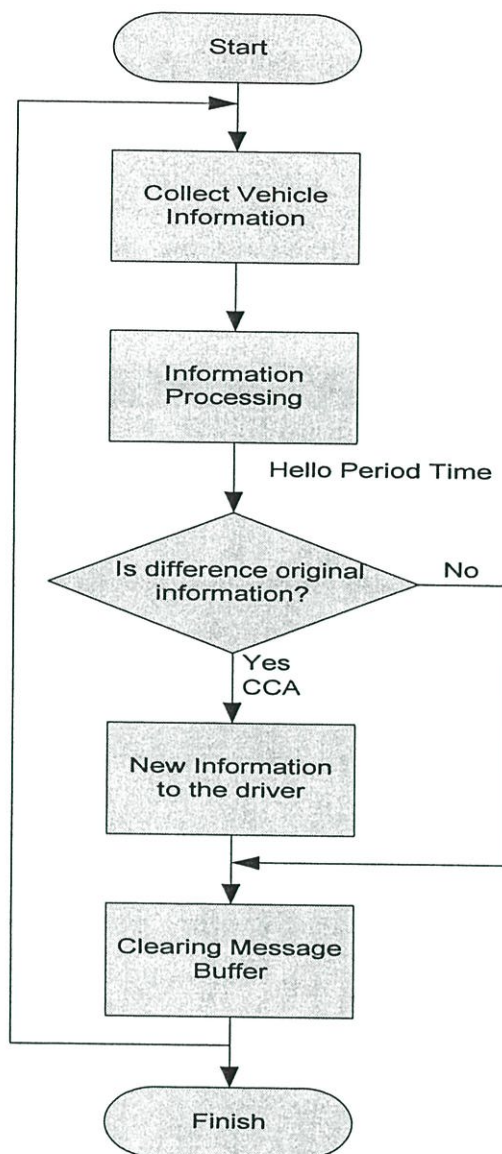 Start
Collect Vehicle
Information
Information
Processing
Hello Period Time
Is difference original
information?
No
Yes
CCA
New Information
to the driver
Clearing Message
Buffer
Finish